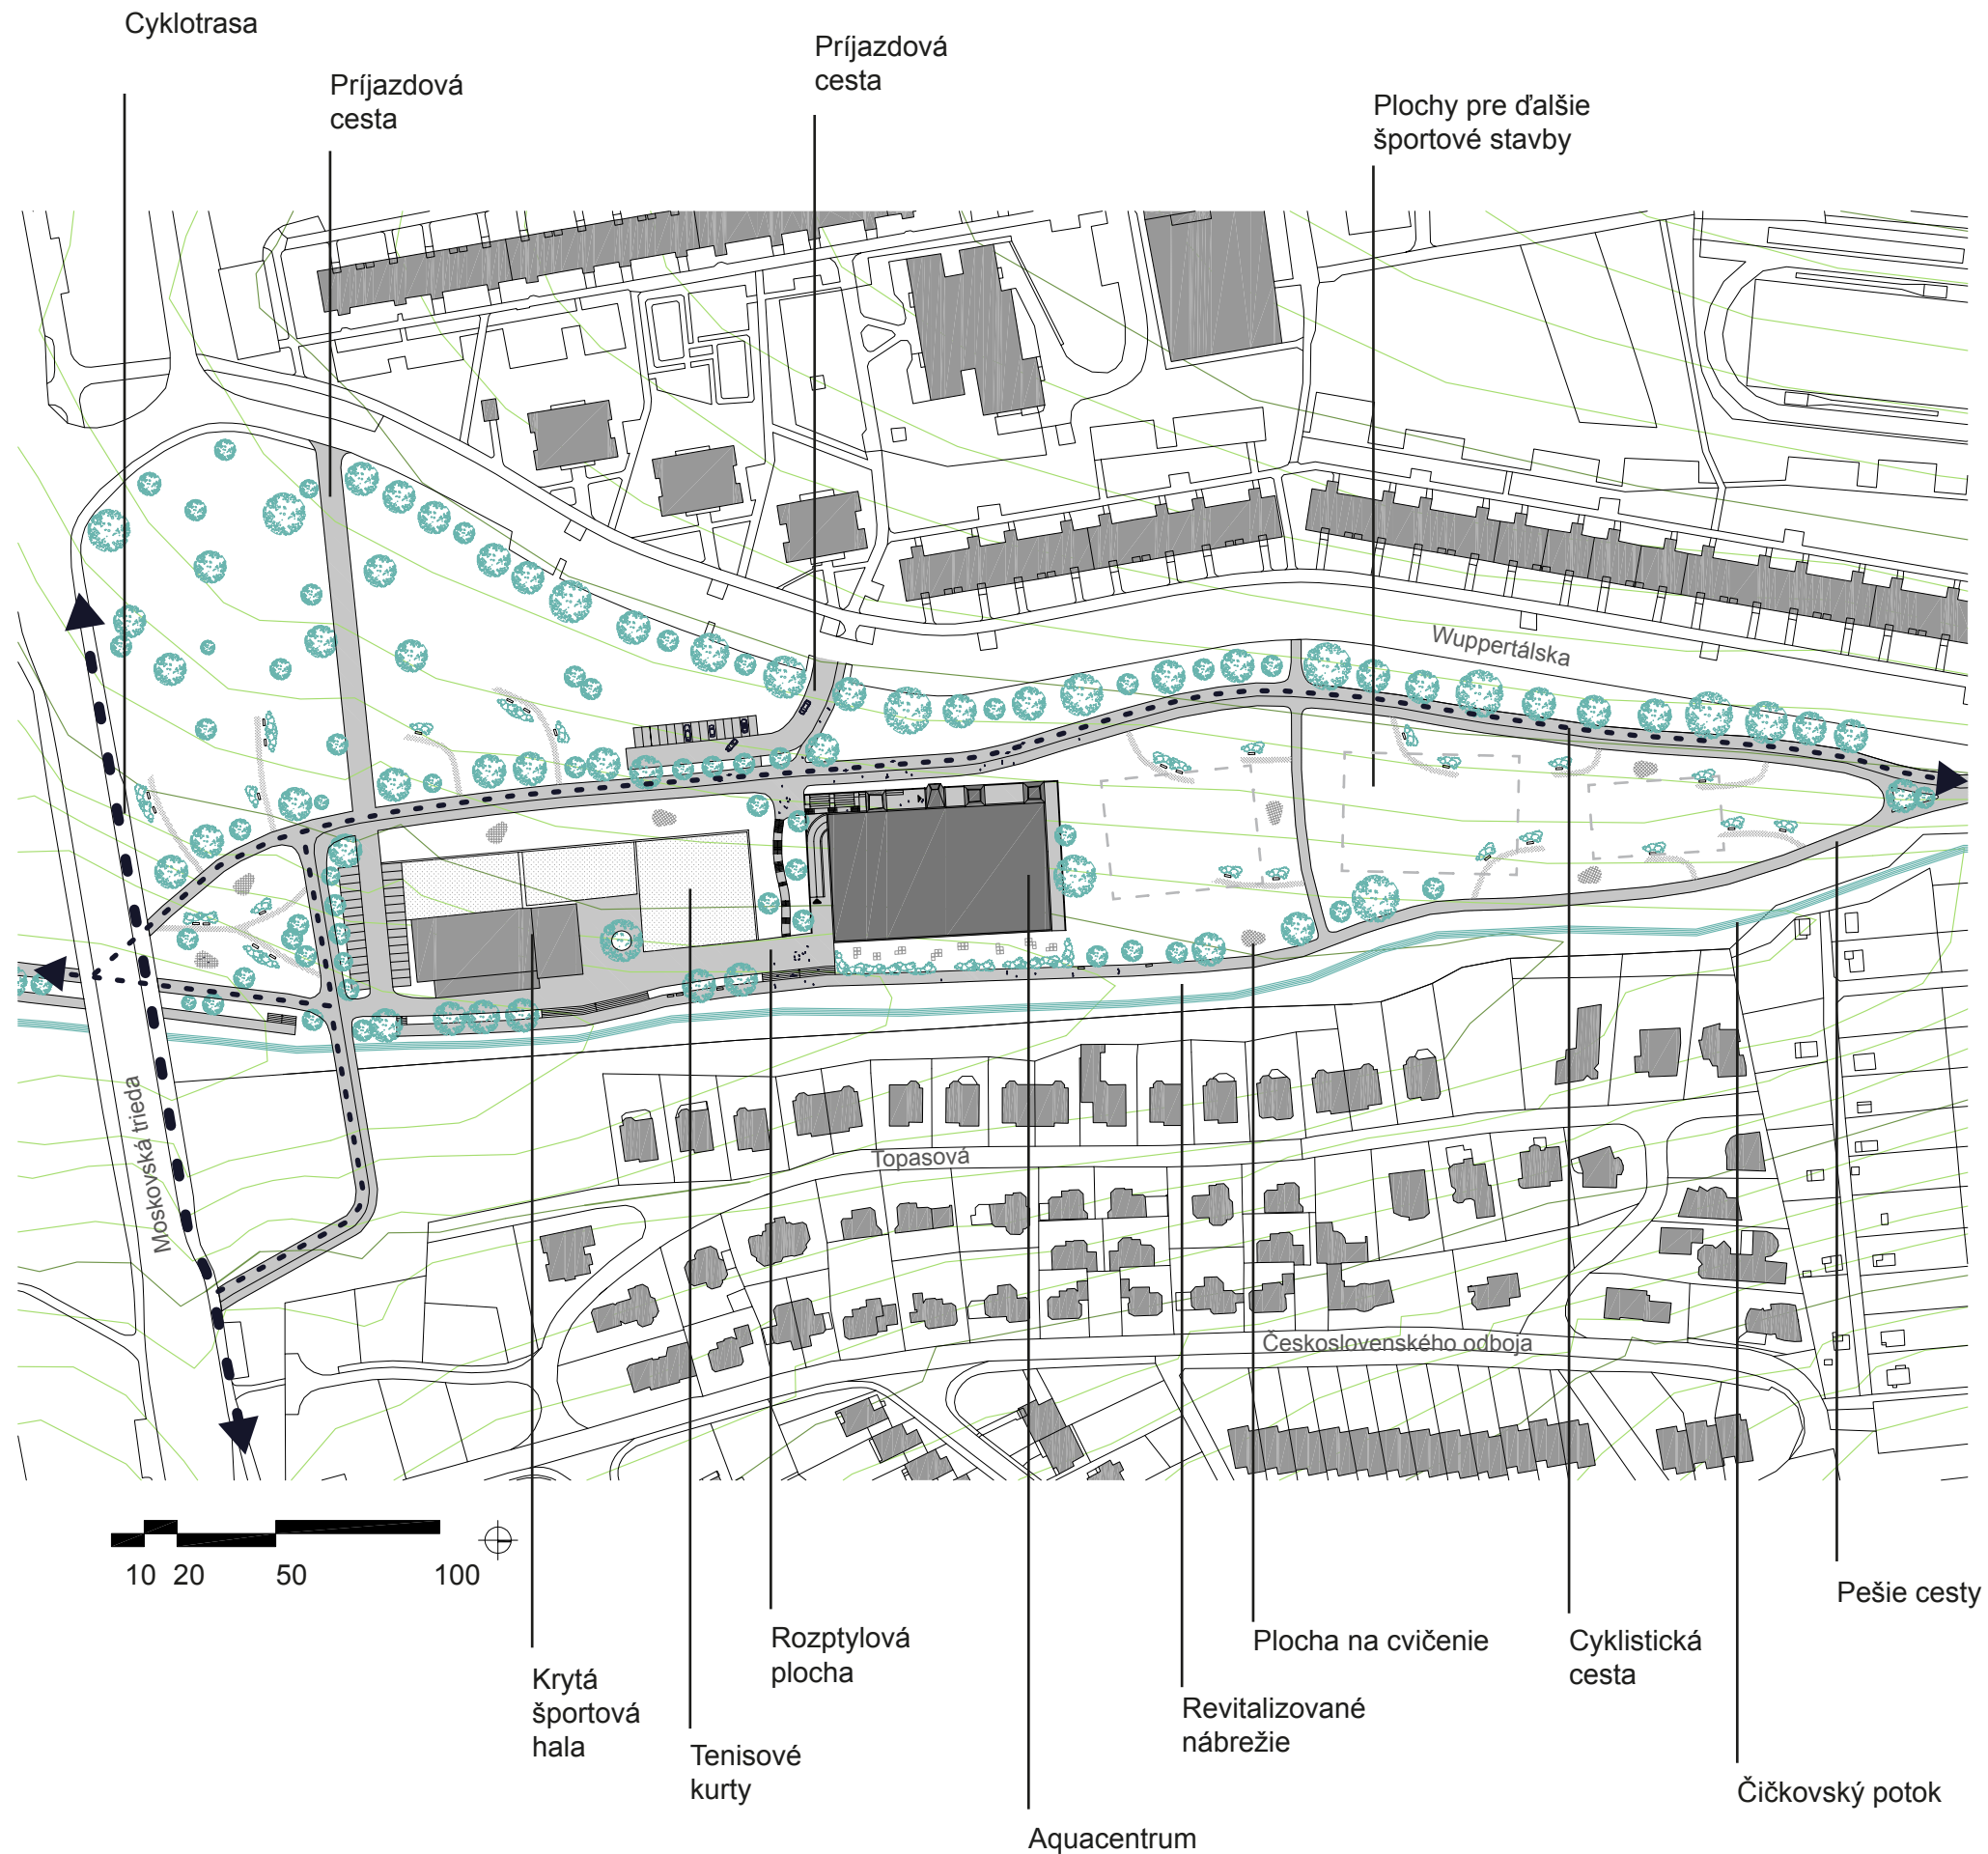 Cyklotrasa
Príjazdová
cesta
Príjazdová
cesta
Plochy pre ďalšie
športové stavby
Wuppertálska
Moskovská trieda
Topasová
Československého odboja
10 20 50 100
Krytá
športová
hala
Tenisové
kurty
Rozptylová
plocha
Aquacentrum
Revitalizované
nábrežie
Plocha na cvičenie
Cyklistická
cesta
Čičkovský potok
Pešie cesty